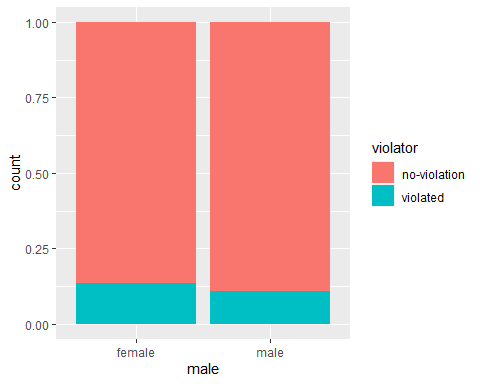 1.00
0.75
0.50
0.25
0.00
count
female male
male
violator
no-violation
violated